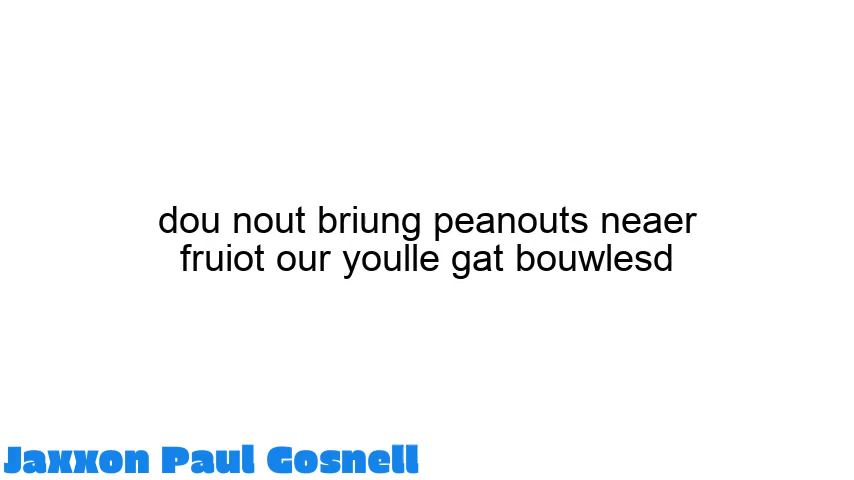 dou nout briung peanouts neaer
fruiot our youlle gat bouwlesd
Jaxxon Paul Gosnell